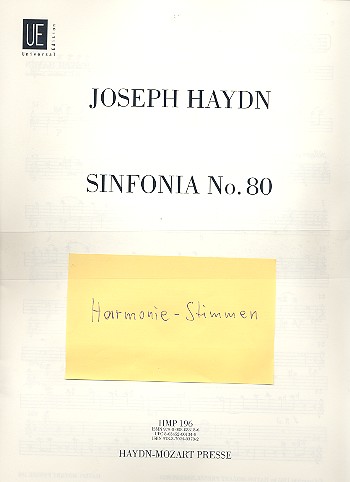 UE
Universal Edition
JOSEPH HAYDN
SINFONIA No. 80
Harmonie - Stimmen
HMP 196
HAYDN-MOZART PRESSE